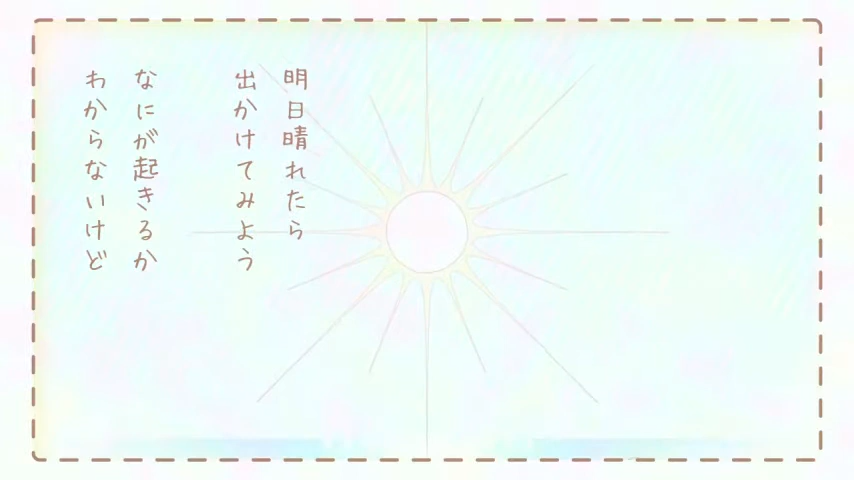 明日晴れたら
出かけてみよう
なにが起きるか
わからないけど